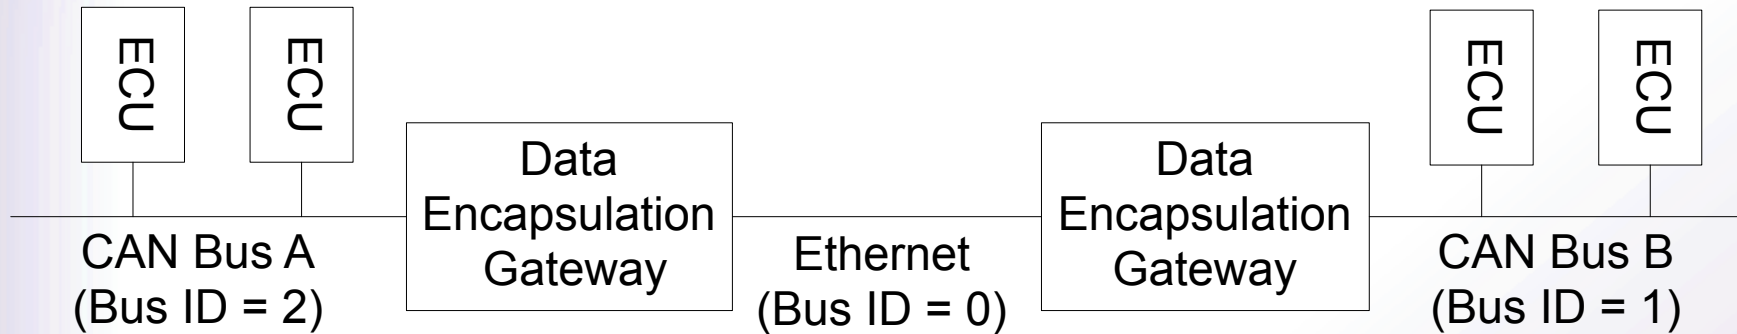 ECU
ECU
ECU
ECU
Data
Encapsulation
Gateway
Data
Encapsulation
Gateway
CAN Bus A
(Bus ID = 2)
Ethernet
(Bus ID = 0)
CAN Bus B
(Bus ID = 1)